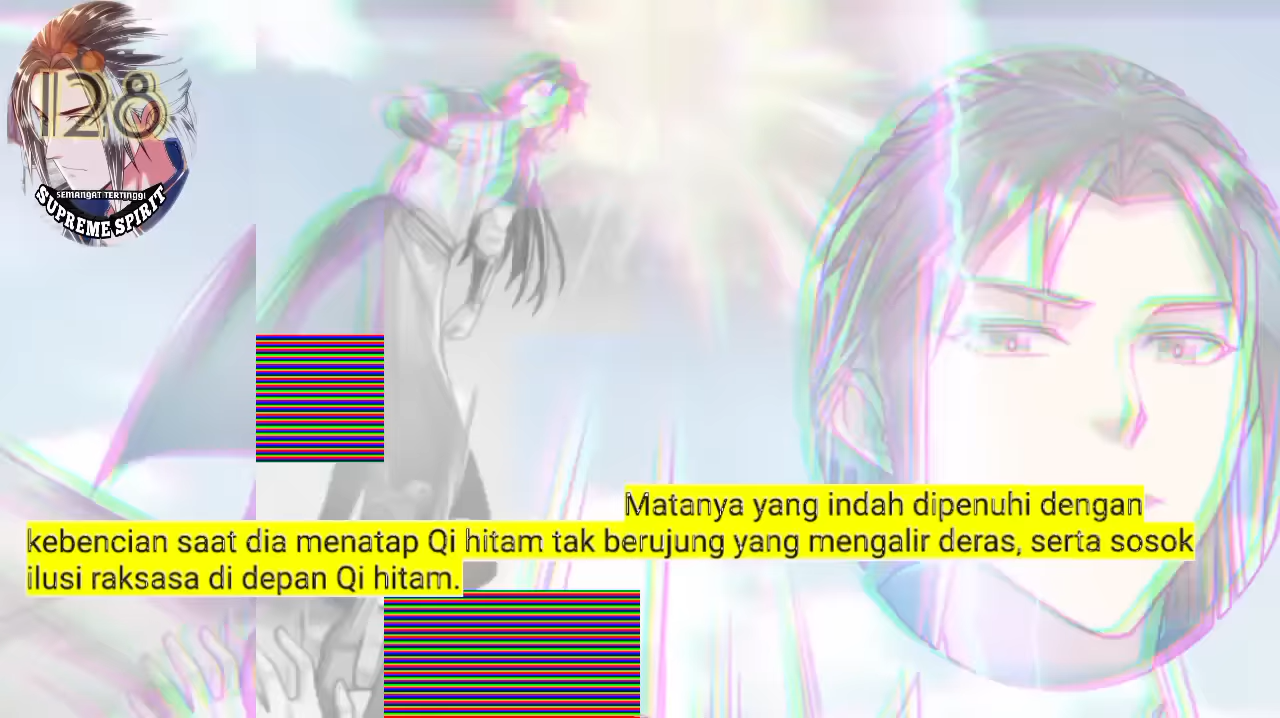 128
SEMANGAT TERTINGGI
SUPREME SPIRIT
Matanya yang indah dipenuhi dengan
kebencian saat dia menatap Qi hitam tak berujung yang mengalir deras, serta sosok
ilusi raksasa di depan Qi hitam.